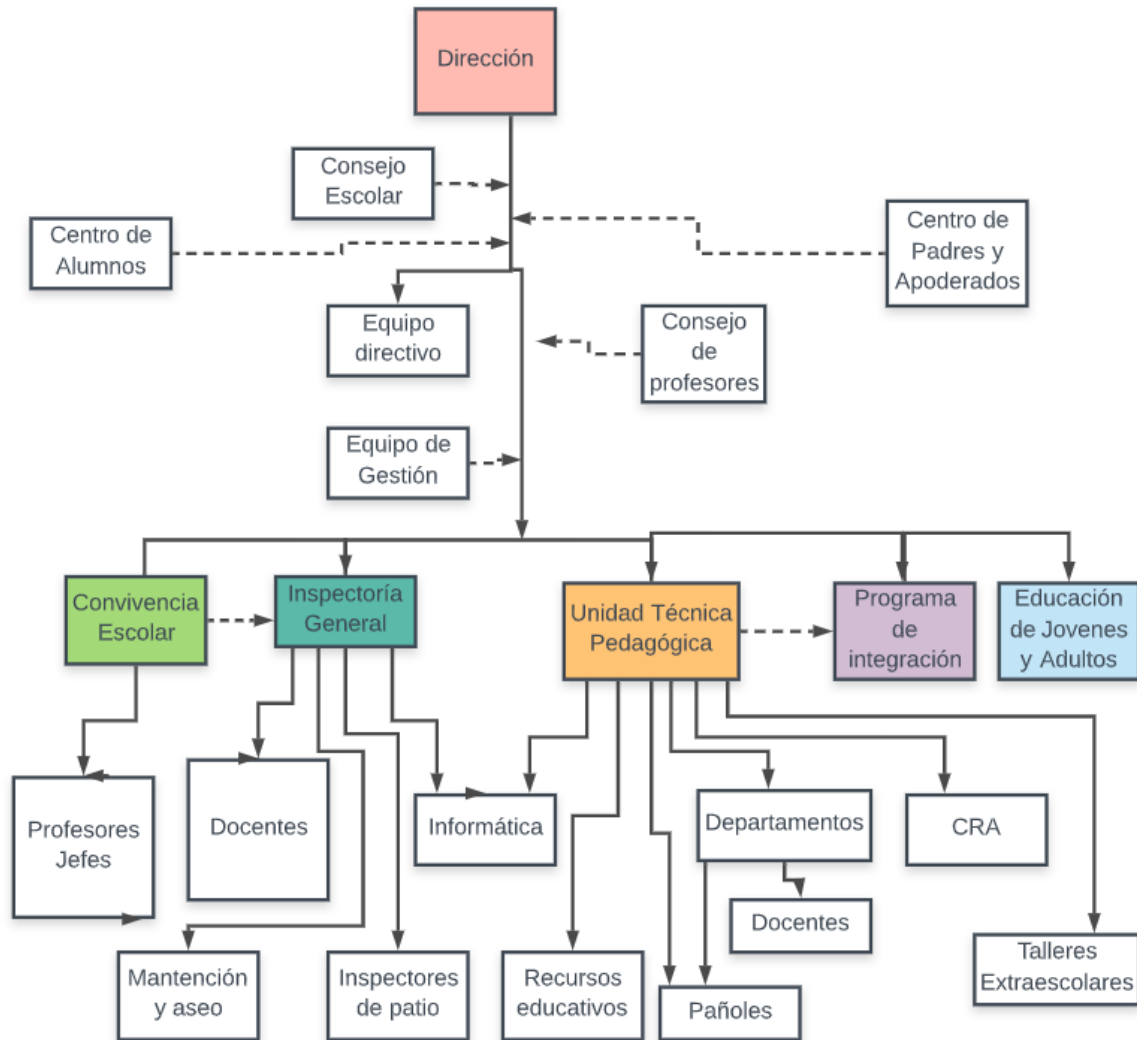 Dirección
Consejo
Escolar
Centro de
Alumnos
Centro de
Padres y
Apoderados
Equipo
directivo
Consejo
de
profesores
Equipo de
Gestión
Convivencia
Escolar
Inspectoría
General
Unidad Técnica
Pedagógica
Programa
de
integración
Educación
de Jovenes
y Adultos
Profesores
Jefes
Docentes
Informática
Departamentos
CRA
Docentes
Mantención
y aseo
Inspectores
de patio
Recursos
educativos
Pañoles
Talleres
Extraescolares